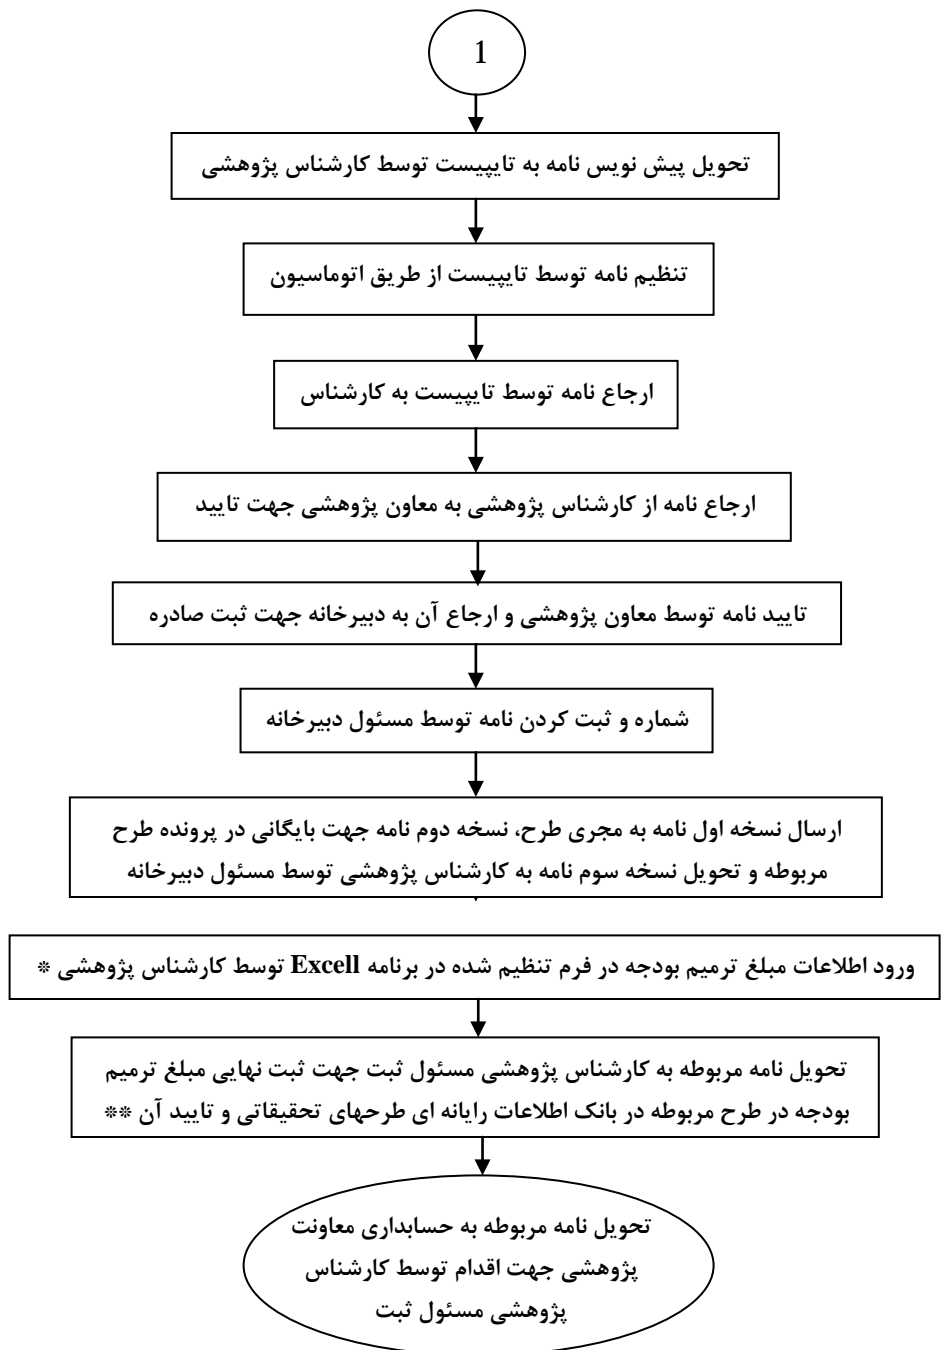 1
تحویل پیش نویس نامه به تایپیست توسط کارشناس پژوهشی
تنظیم نامه توسط تایپیست از طریق اتوماسیون
ارجاع نامه توسط تایپیست به کارشناس
ارجاع نامه از کارشناس پژوهشی به معاون پژوهشی جهت تایید
تایید نامه توسط معاون پژوهشی و ارجاع آن به دبیرخانه جهت ثبت صادره
شماره و ثبت کردن نامه توسط مسئول دبیرخانه
ارسال نسخه اول نامه به مجری طرح، نسخه دوم نامه جهت بایگانی در پرونده طرح
مربوطه و تحویل نسخه سوم نامه به کارشناس پژوهشی توسط مسئول دبیرخانه
ورود اطلاعات مبلغ ترمیم بودجه در فرم تنظیم شده در برنامه Excell توسط کارشناس پژوهشی *
تحویل نامه مربوطه به کارشناس پژوهشی مسئول ثبت جهت ثبت نهایی مبلغ ترمیم
بودجه در طرح مربوطه در بانک اطلاعات رایانه ای طرحهای تحقیقاتی و تایید آن **
تحویل نامه مربوطه به حسابداری معاونت
پژوهشی جهت اقدام توسط کارشناس
پژوهشی مسئول ثبت